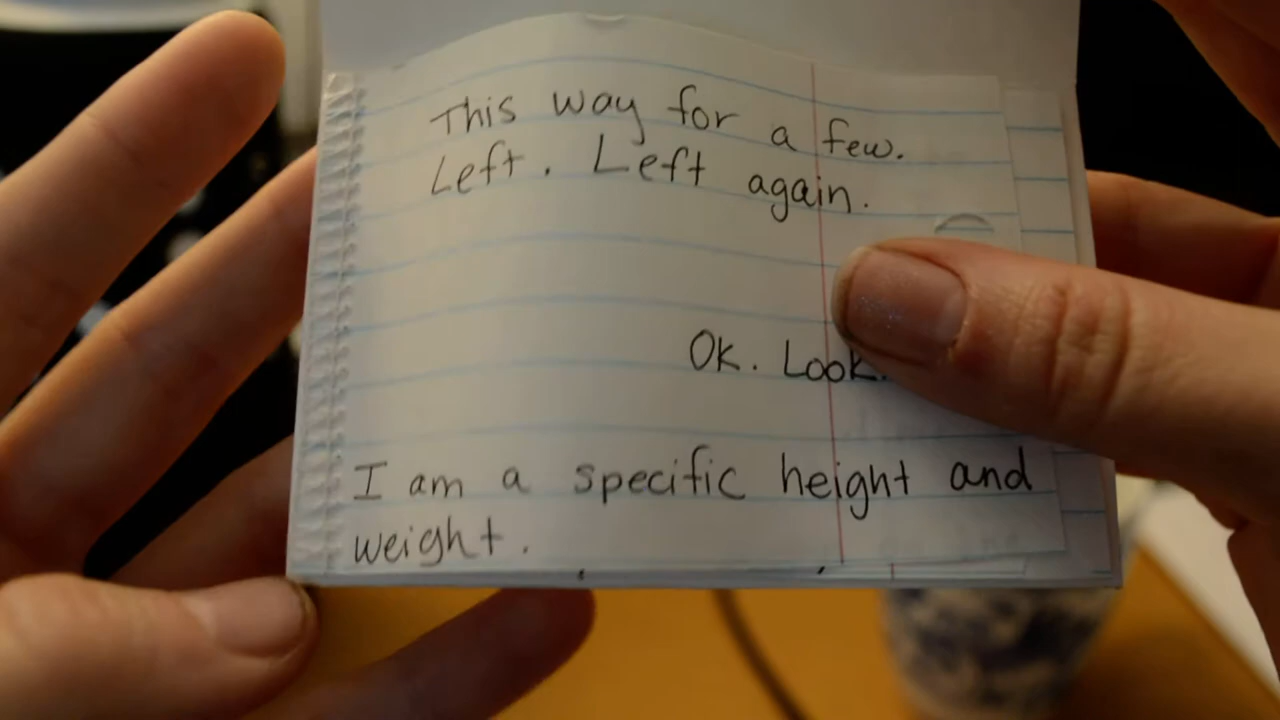 This way for a few.
Left. Left again.
Ok. Look.
I am a specific height and
weight.